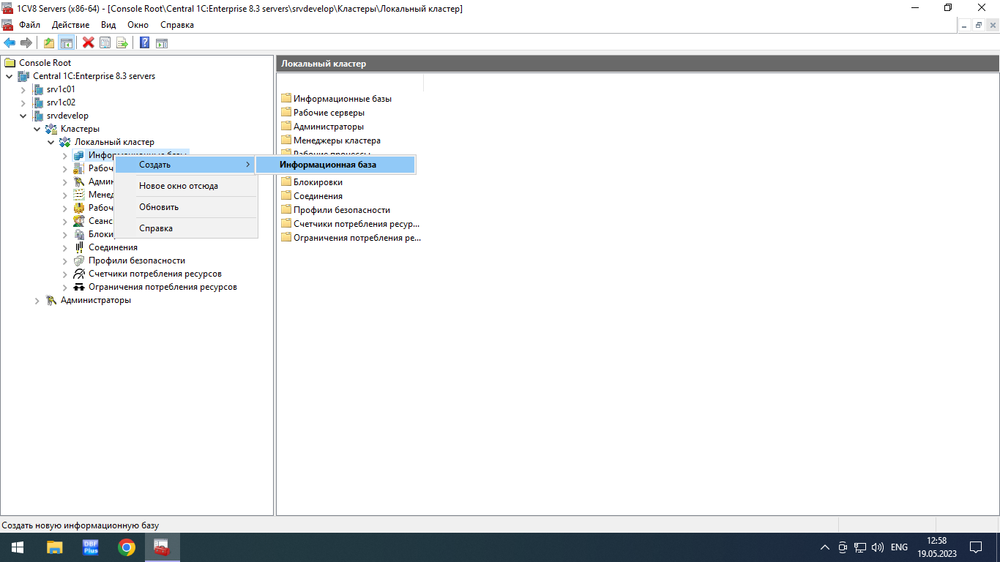 1CV8 Servers (x86-64) - [Console Root\Central 1C:Enterprise 8.3 servers\srvdevelop\Кластеры\Локальный кластер]
Файл Действие Вид Окно Справка
Console Root
Central 1C:Enterprise 8.3 servers
srv1c01
srv1c02
srvdevelop
Кластеры
Локальный кластер
Информационные базы
Рабоч
Админ
Менед
Рабоч
Сеанс
Блоки
Соединения
Профили безопасности
Счетчики потребления ресурсов
Ограничения потребления ресурсов
Администраторы
Создать
Новое окно отсюда
Обновить
Справка
Информационная база
Локальный кластер
Информационные базы
Рабочие серверы
Администраторы
Менеджеры кластера
Рабочие процессы
Блокировки
Соединения
Профили безопасности
Счетчики потребления ресур...
Ограничения потребления ре...
Создать новую информационную базу
DBF
Plus
ENG
12:58
19.05.2023